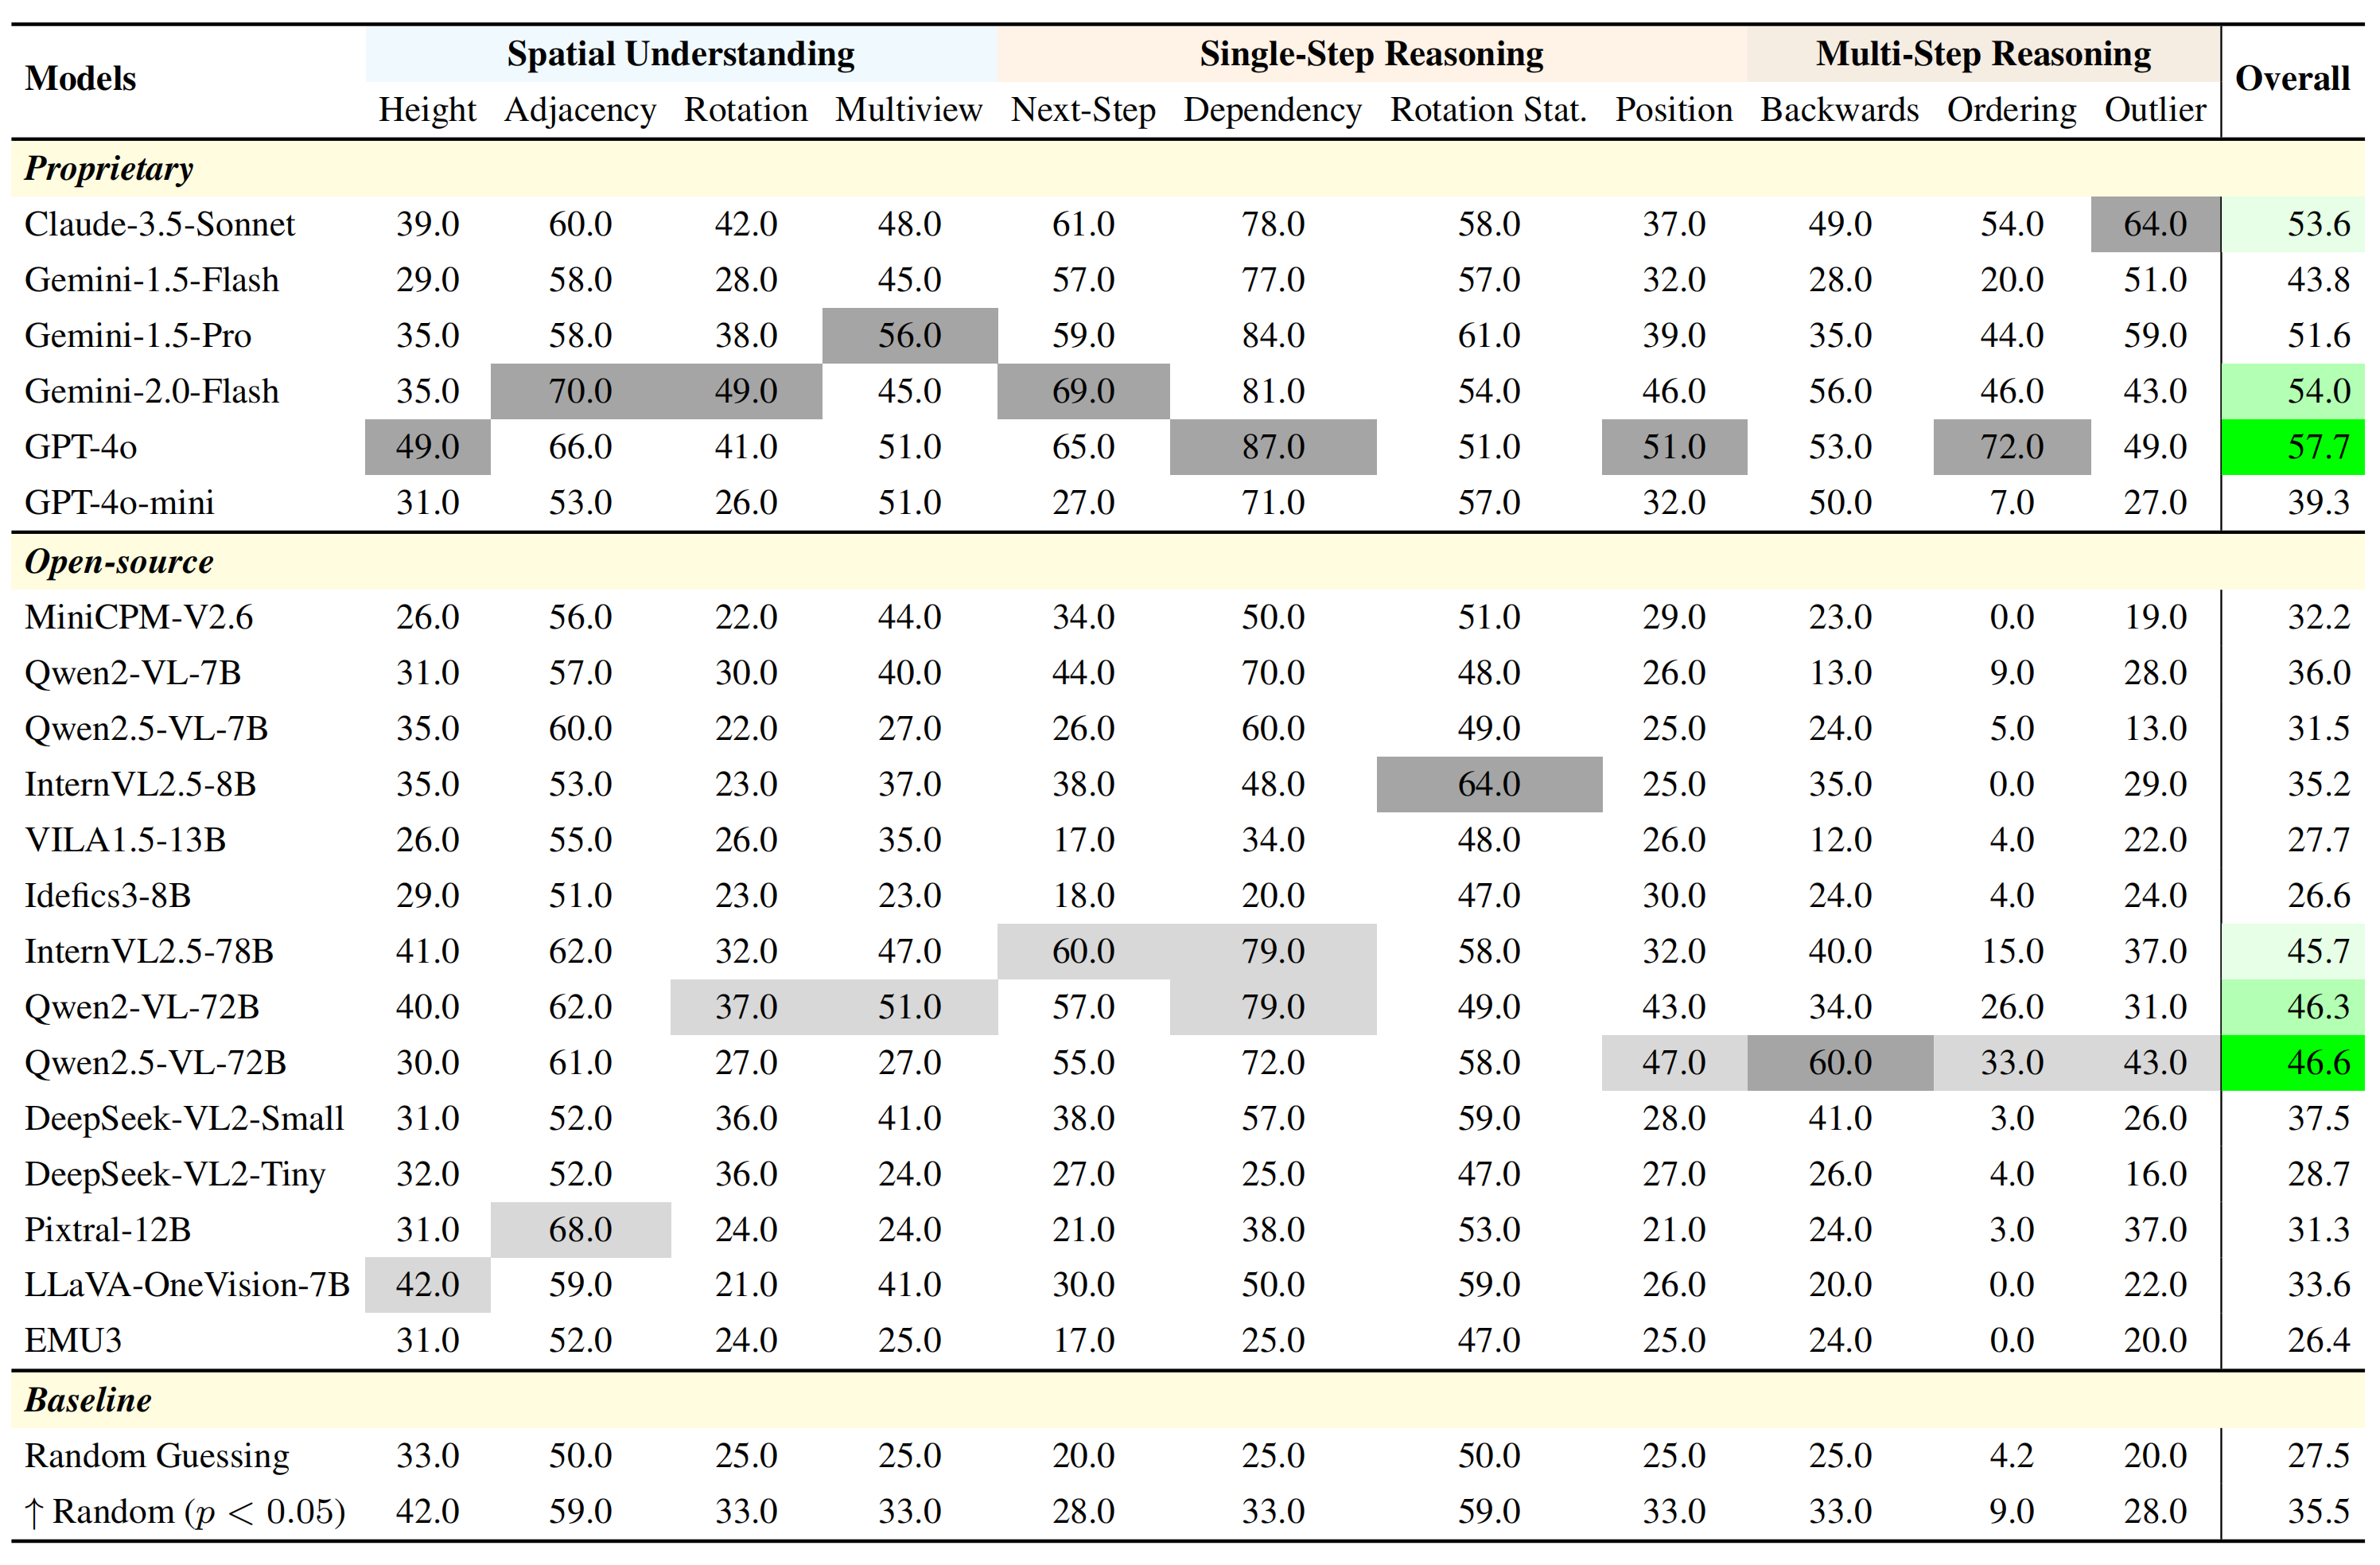 Models Spatial Understanding Single-Step Reasoning Multi-Step Reasoning Overall
Height Adjacency Rotation Multiview Next-Step Dependency Rotation Stat. Position Backwards Ordering Outlier
Proprietary
Claude-3.5-Sonnet 39.0 60.0 42.0 48.0 61.0 78.0 58.0 37.0 49.0 54.0 64.0 53.6
Gemini-1.5-Flash 29.0 58.0 28.0 45.0 57.0 77.0 57.0 32.0 28.0 20.0 51.0 43.8
Gemini-1.5-Pro 35.0 58.0 38.0 56.0 59.0 84.0 61.0 39.0 35.0 44.0 59.0 51.6
Gemini-2.0-Flash 35.0 70.0 49.0 45.0 69.0 81.0 54.0 46.0 56.0 46.0 43.0 54.0
GPT-4o 49.0 66.0 41.0 51.0 65.0 87.0 51.0 51.0 53.0 72.0 49.0 57.7
GPT-4o-mini 31.0 53.0 26.0 51.0 27.0 71.0 57.0 32.0 50.0 7.0 27.0 39.3
Open-source
MiniCPM-V2.6 26.0 56.0 22.0 44.0 34.0 50.0 51.0 29.0 23.0 0.0 19.0 32.2
Qwen2-VL-7B 31.0 57.0 30.0 40.0 44.0 70.0 48.0 26.0 13.0 9.0 28.0 36.0
Qwen2.5-VL-7B 35.0 60.0 22.0 27.0 26.0 60.0 49.0 25.0 24.0 5.0 13.0 31.5
InternVL2.5-8B 35.0 53.0 23.0 37.0 38.0 48.0 64.0 25.0 35.0 0.0 29.0 35.2
VILA1.5-13B 26.0 55.0 26.0 35.0 17.0 34.0 48.0 26.0 12.0 4.0 22.0 27.7
Idefics3-8B 29.0 51.0 23.0 23.0 18.0 20.0 47.0 30.0 24.0 4.0 24.0 26.6
InternVL2.5-78B 41.0 62.0 32.0 47.0 60.0 79.0 58.0 32.0 40.0 15.0 37.0 45.7
Qwen2-VL-72B 40.0 62.0 37.0 51.0 57.0 79.0 49.0 43.0 34.0 26.0 31.0 46.3
Qwen2.5-VL-72B 30.0 61.0 27.0 27.0 55.0 72.0 58.0 47.0 60.0 33.0 43.0 46.6
DeepSeek-VL2-Small 31.0 52.0 36.0 41.0 38.0 57.0 59.0 28.0 41.0 3.0 26.0 37.5
DeepSeek-VL2-Tiny 32.0 52.0 36.0 24.0 27.0 25.0 47.0 27.0 26.0 4.0 16.0 28.7
Pixtral-12B 31.0 68.0 24.0 24.0 21.0 38.0 53.0 21.0 24.0 3.0 37.0 31.3
LLaVA-OneVision-7B 42.0 59.0 21.0 41.0 30.0 50.0 59.0 26.0 20.0 0.0 22.0 33.6
EMU3 31.0 52.0 24.0 25.0 17.0 25.0 47.0 25.0 24.0 0.0 20.0 26.4
Baseline
Random Guessing 33.0 50.0 25.0 25.0 20.0 25.0 50.0 25.0 25.0 4.2 20.0 27.5
↑ Random (p < 0.05) 42.0 59.0 33.0 33.0 28.0 33.0 59.0 33.0 33.0 9.0 28.0 35.5